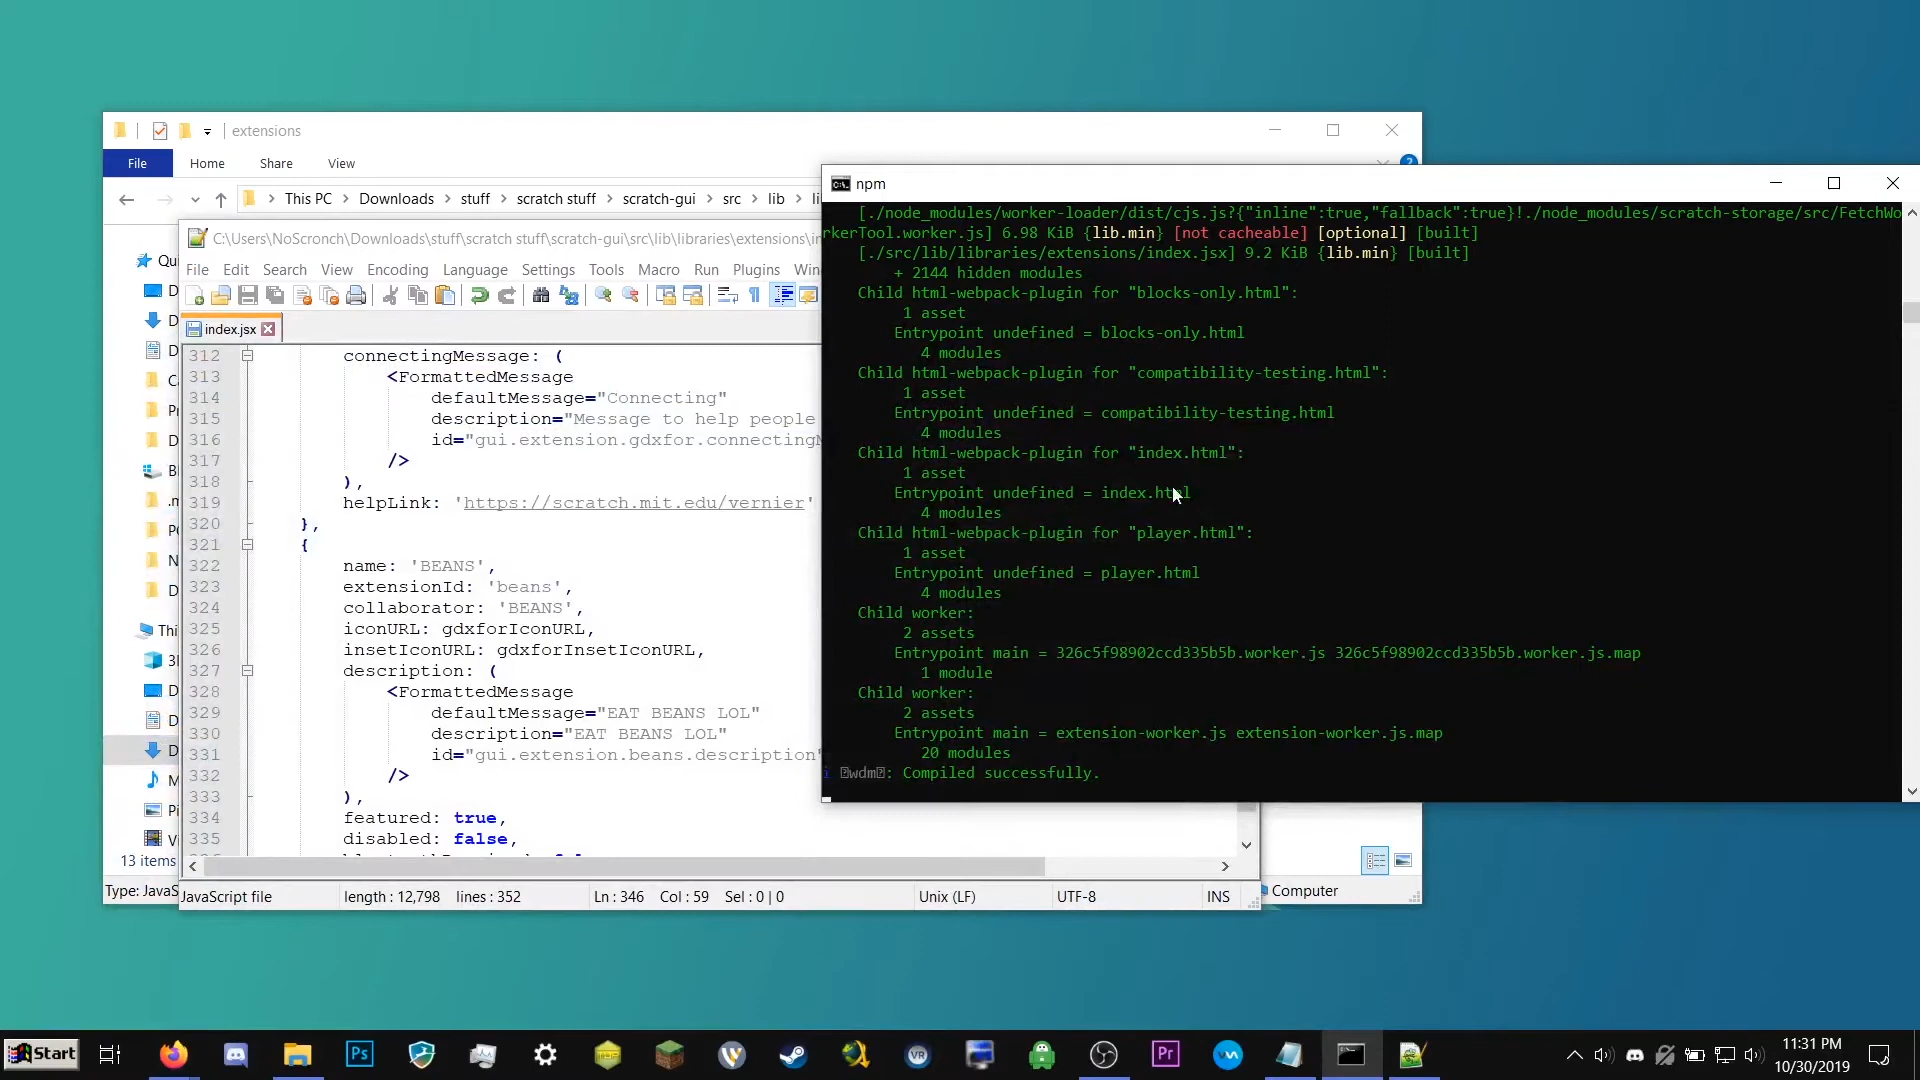 extensions
File Home Share View
This PC > Downloads > stuff > scratch stuff > scratch-gui > src > lib >
C:\Users\NoScronch\Downloads\stuff\scratch stuff\scratch-gui\src\lib\libraries\extensions\in
File Edit Search View Encoding Language Settings Tools Macro Run Plugins
index.jsx
312 connectingMessage: (
313 <FormattedMessage
314 defaultMessage="Connecting"
315 description="Message to help people
316 id="gui.extension.gdxfor.connecting
317 />
318 ),
319 helpLink: 'https://scratch.mit.edu/vernier'
320 },
321 {
322 name: 'BEANS',
323 extensionId: 'beans',
324 collaborator: 'BEANS',
325 iconURL: gdxforIconURL,
326 insetIconURL: gdxforInsetIconURL,
327 description: (
328 <FormattedMessage
329 defaultMessage="EAT BEANS LOL"
330 description="EAT BEANS LOL"
331 id="gui.extension.beans.description"
332 />
333 ),
334 featured: true,
335 disabled: false,
13 items
Type: JavaS
JavaScript file length : 12,798 lines : 352 Ln : 346 Col : 59 Sel : 0 | 0 Unix (LF) UTF-8 INS
Computer
npm
[./node_modules/worker-loader/dist/cjs.js?{"inline":true,"fallback":true}!./node_modules/scratch-storage/src/FetchWo
rkerTool.worker.js] 6.98 KiB {lib.min} [not cacheable] [optional] [built]
[./src/lib/libraries/extensions/index.jsx] 9.2 KiB {lib.min} [built]
+ 2144 hidden modules
Child html-webpack-plugin for "blocks-only.html":
1 asset
Entrypoint undefined = blocks-only.html
4 modules
Child html-webpack-plugin for "compatibility-testing.html":
1 asset
Entrypoint undefined = compatibility-testing.html
4 modules
Child html-webpack-plugin for "index.html":
1 asset
Entrypoint undefined = index.html
4 modules
Child html-webpack-plugin for "player.html":
1 asset
Entrypoint undefined = player.html
4 modules
Child worker:
2 assets
Entrypoint main = 326c5f98902ccd335b5b.worker.js 326c5f98902ccd335b5b.worker.js.map
1 module
Child worker:
2 assets
Entrypoint main = extension-worker.js extension-worker.js.map
20 modules
wdm: Compiled successfully.
Start
11:31 PM
10/30/2019